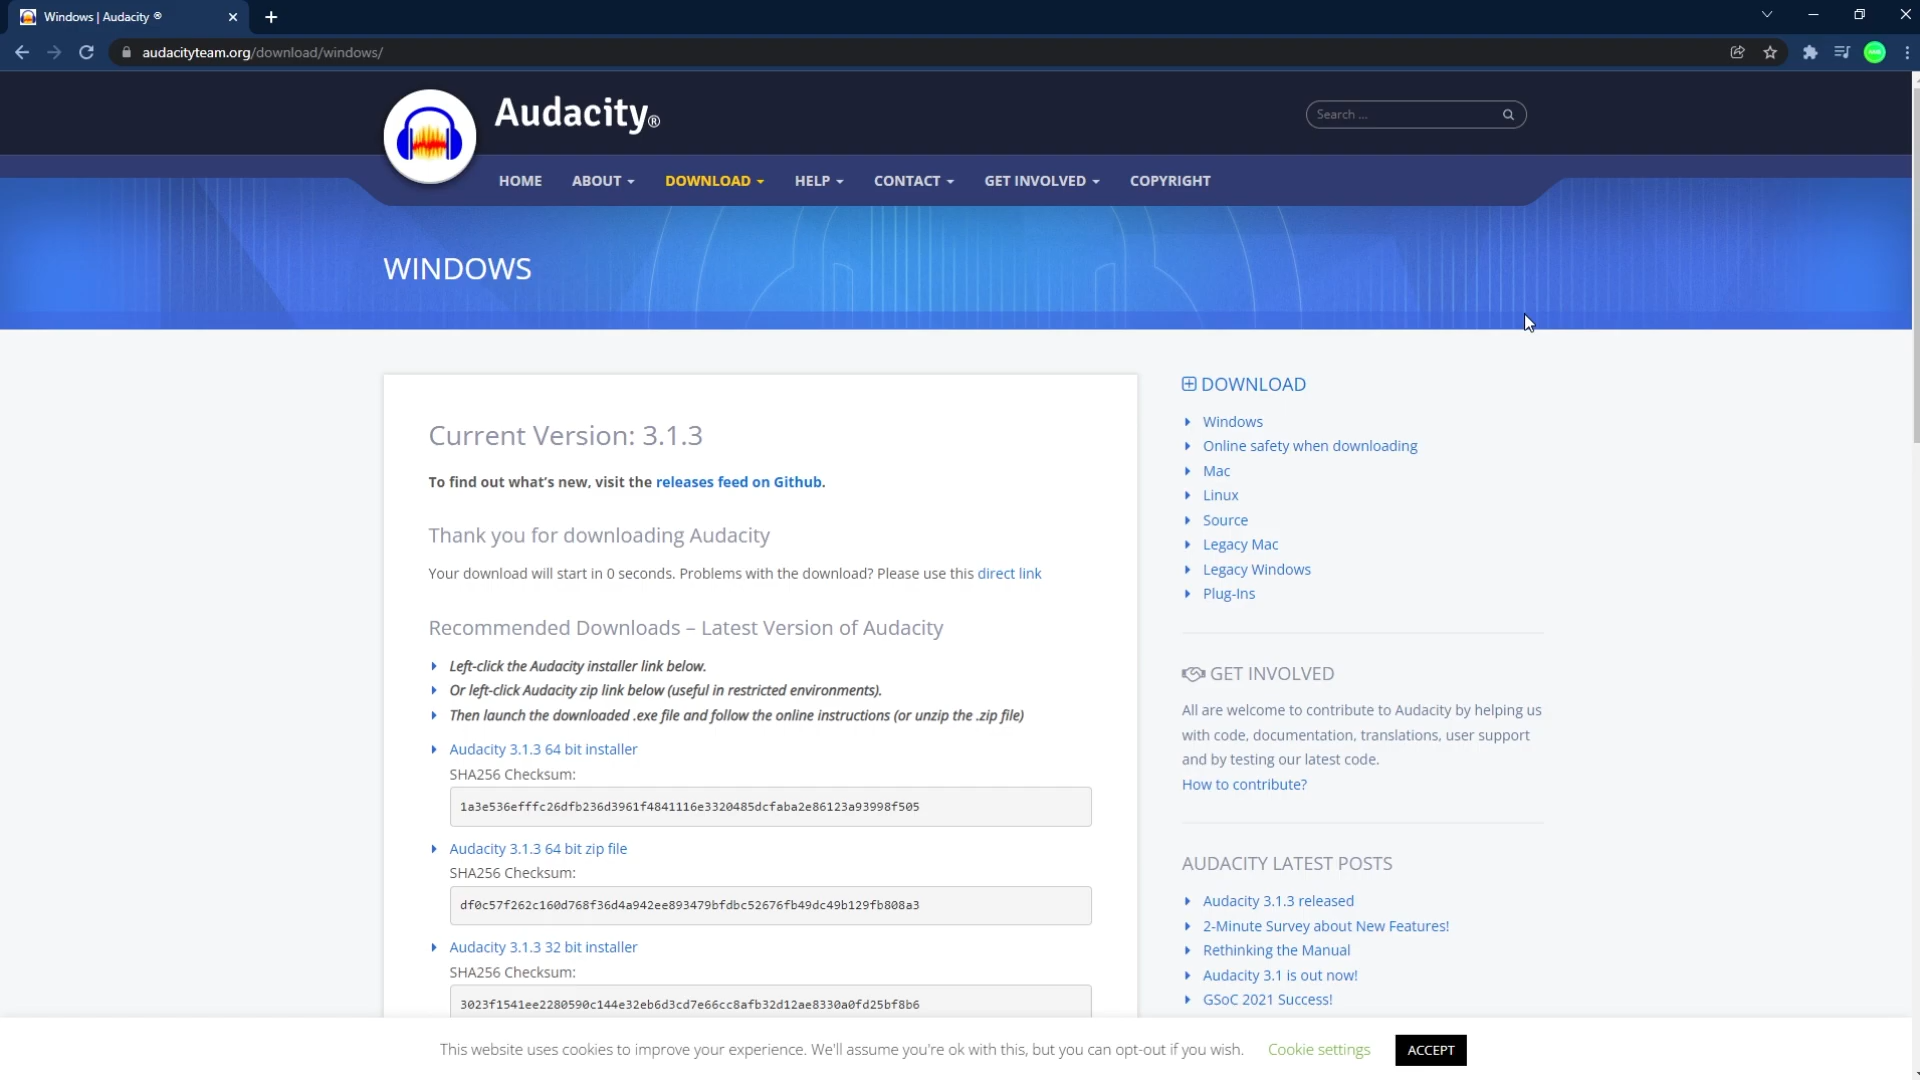 Windows | Audacity ®
audacityteam.org/download/windows/
Audacity®
Search ...
HOME ABOUT DOWNLOAD HELP CONTACT GET INVOLVED COPYRIGHT
WINDOWS
Current Version: 3.1.3
To find out what's new, visit the releases feed on Github.
Thank you for downloading Audacity
Your download will start in 0 seconds. Problems with the download? Please use this direct link
Recommended Downloads – Latest Version of Audacity
Left-click the Audacity installer link below.
Or left-click Audacity zip link below (useful in restricted environments).
Then launch the downloaded .exe file and follow the online instructions (or unzip the .zip file)
Audacity 3.1.3 64 bit installer
SHA256 Checksum:
1a3e536efffc26dfb236d3961f4841116e3320485dcfaba2e86123a93998f505
Audacity 3.1.3 64 bit zip file
SHA256 Checksum:
df0c57f262c160d768f36d4a942ee893479bfdbc52676fb49dc49b129fb808a3
Audacity 3.1.3 32 bit installer
SHA256 Checksum:
3023f1541ee2280590c144e32eb6d3cd7e66cc8afb32d12ae8330a0fd25bf8b6
DOWNLOAD
Windows
Online safety when downloading
Mac
Linux
Source
Legacy Mac
Legacy Windows
Plug-Ins
GET INVOLVED
All are welcome to contribute to Audacity by helping us
with code, documentation, translations, user support
and by testing our latest code.
How to contribute?
AUDACITY LATEST POSTS
Audacity 3.1.3 released
2-Minute Survey about New Features!
Rethinking the Manual
Audacity 3.1 is out now!
GSoC 2021 Success!
This website uses cookies to improve your experience. We'll assume you're ok with this, but you can opt-out if you wish. Cookie settings ACCEPT